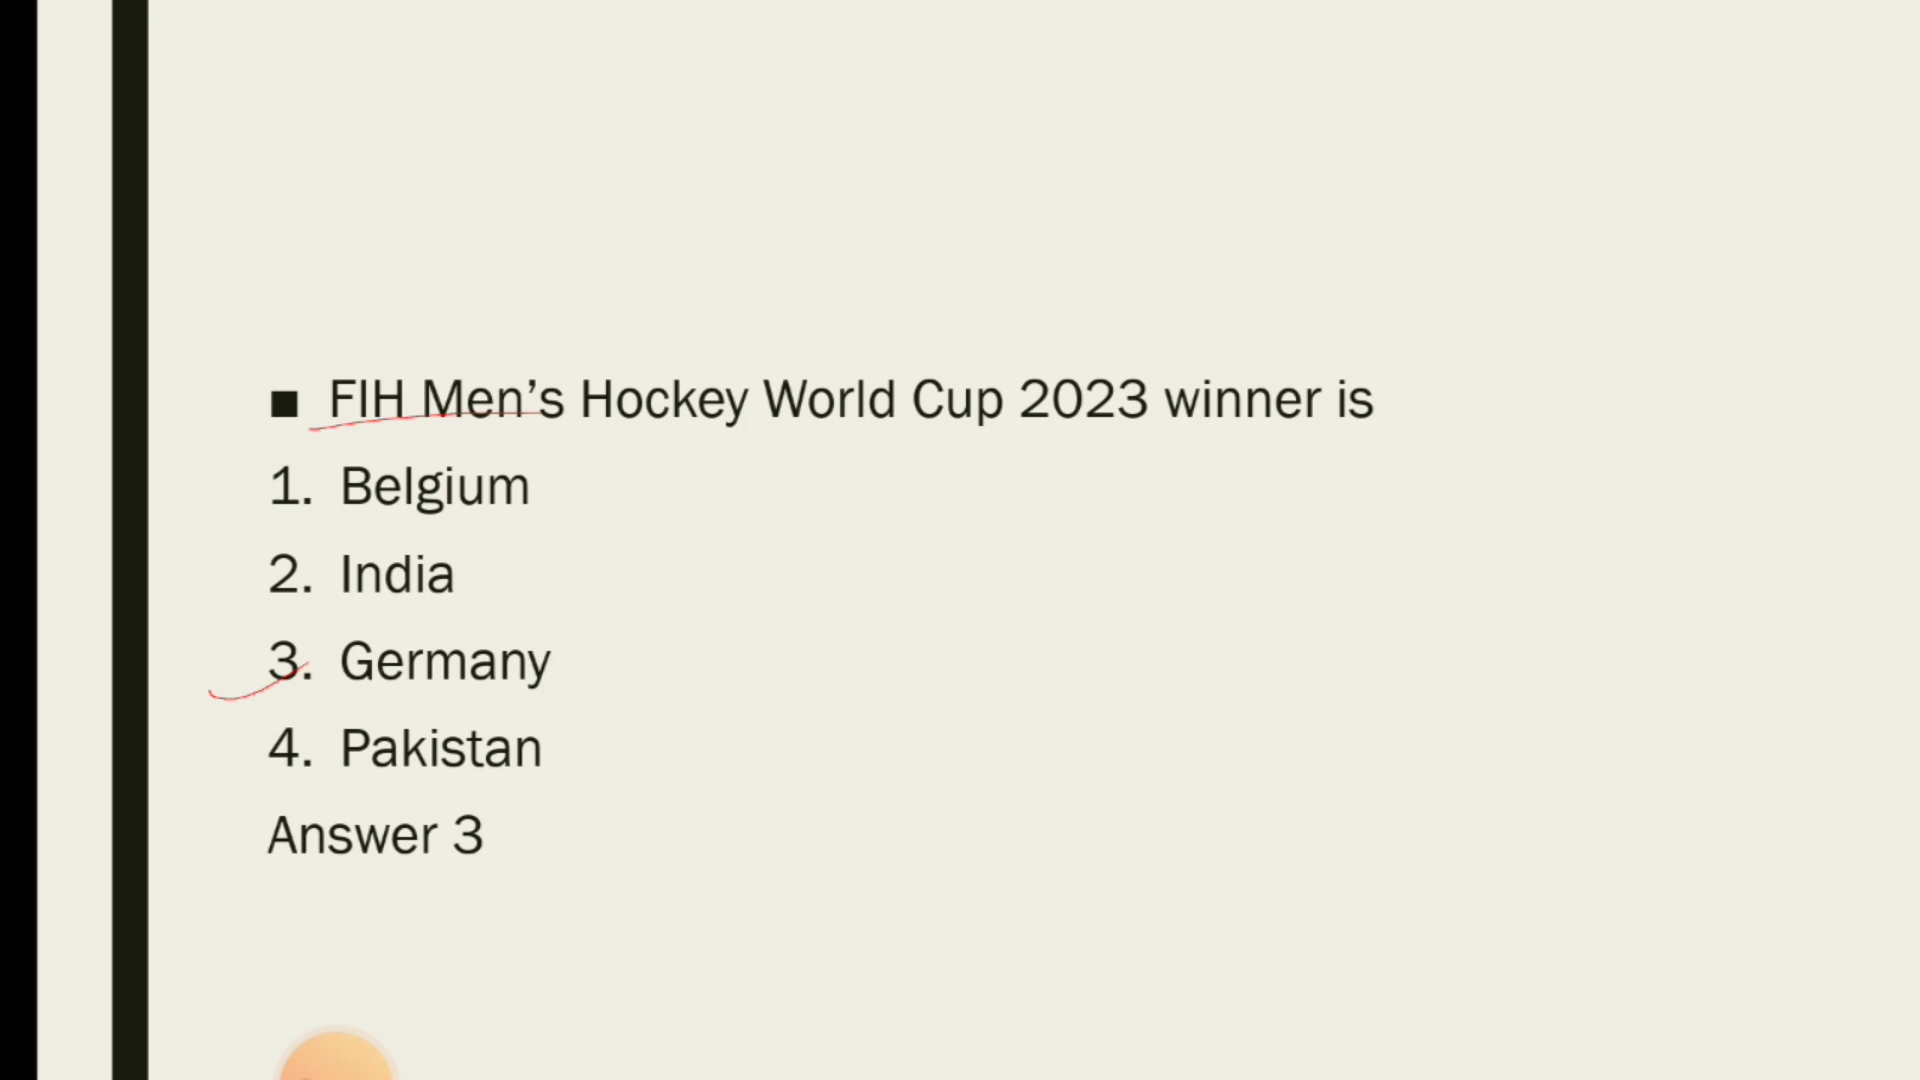 ■ FIH Men’s Hockey World Cup 2023 winner is
1. Belgium
2. India
3. Germany
4. Pakistan
Answer 3